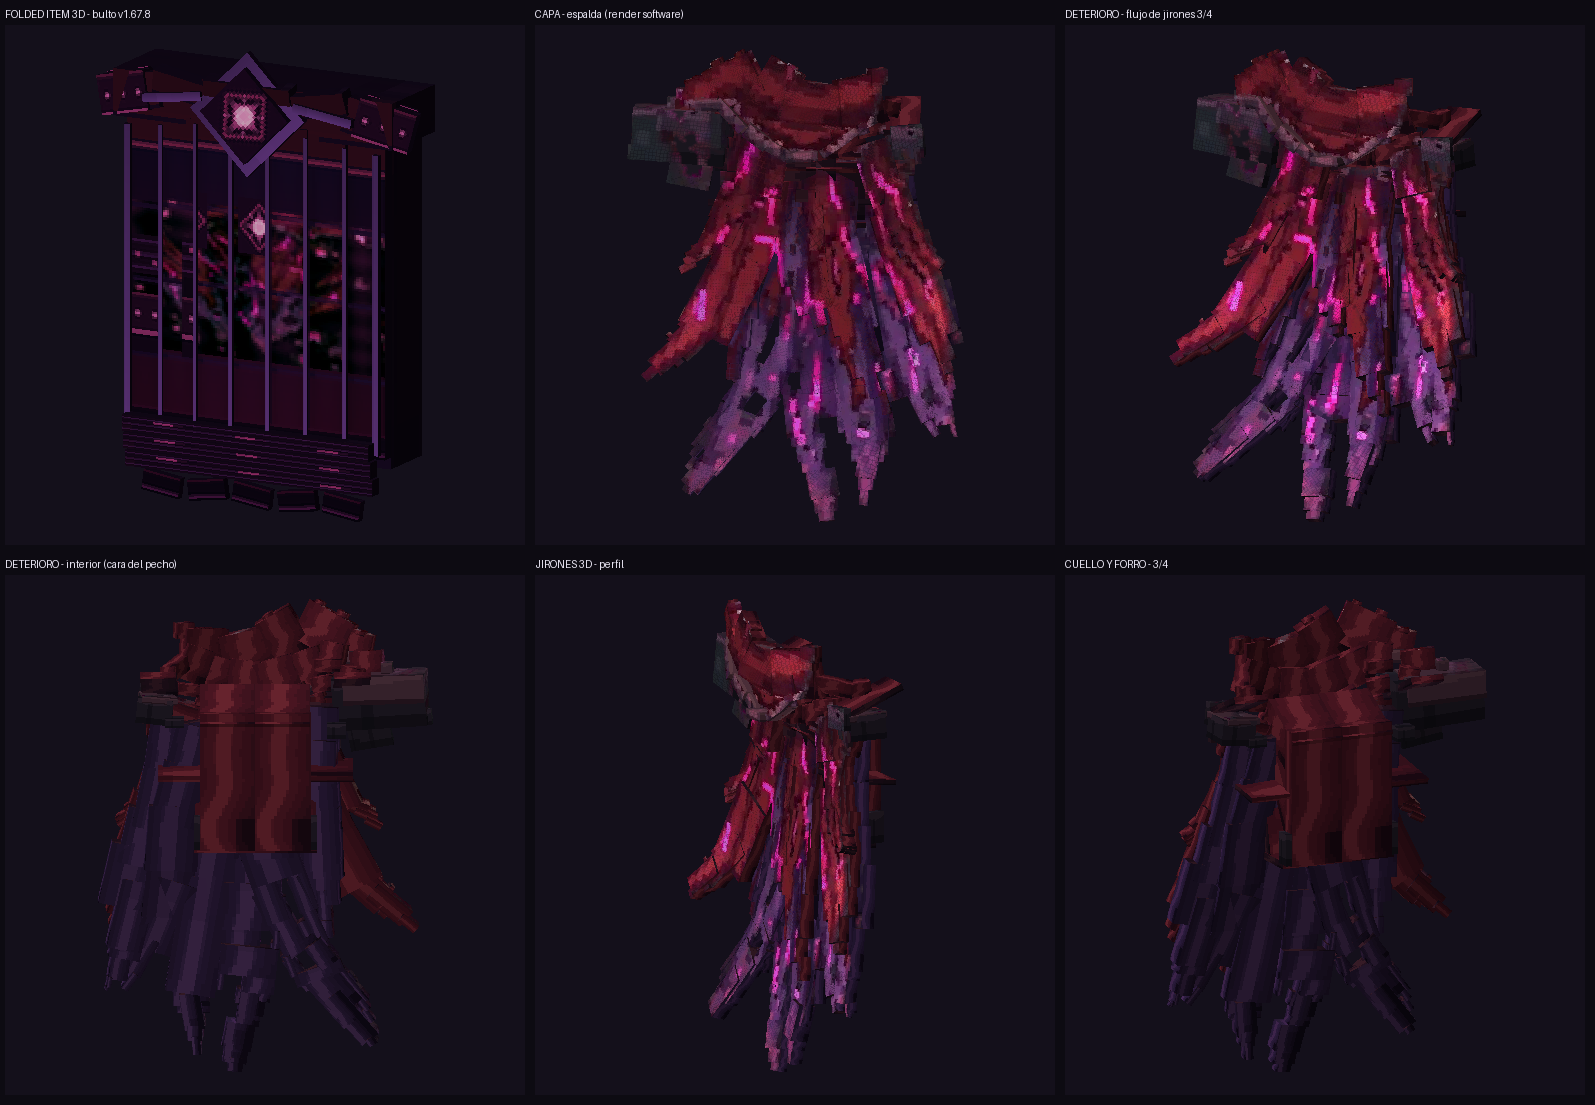 FOLDED ITEM 3D - bulto v1.67.8
CAPA - espalda (render software)
DETERIORO - flujo de jirones 3/4
DETERIORO - interior (cara del pecho)
JIRONES 3D - perfil
CUELLO Y FORRO - 3/4